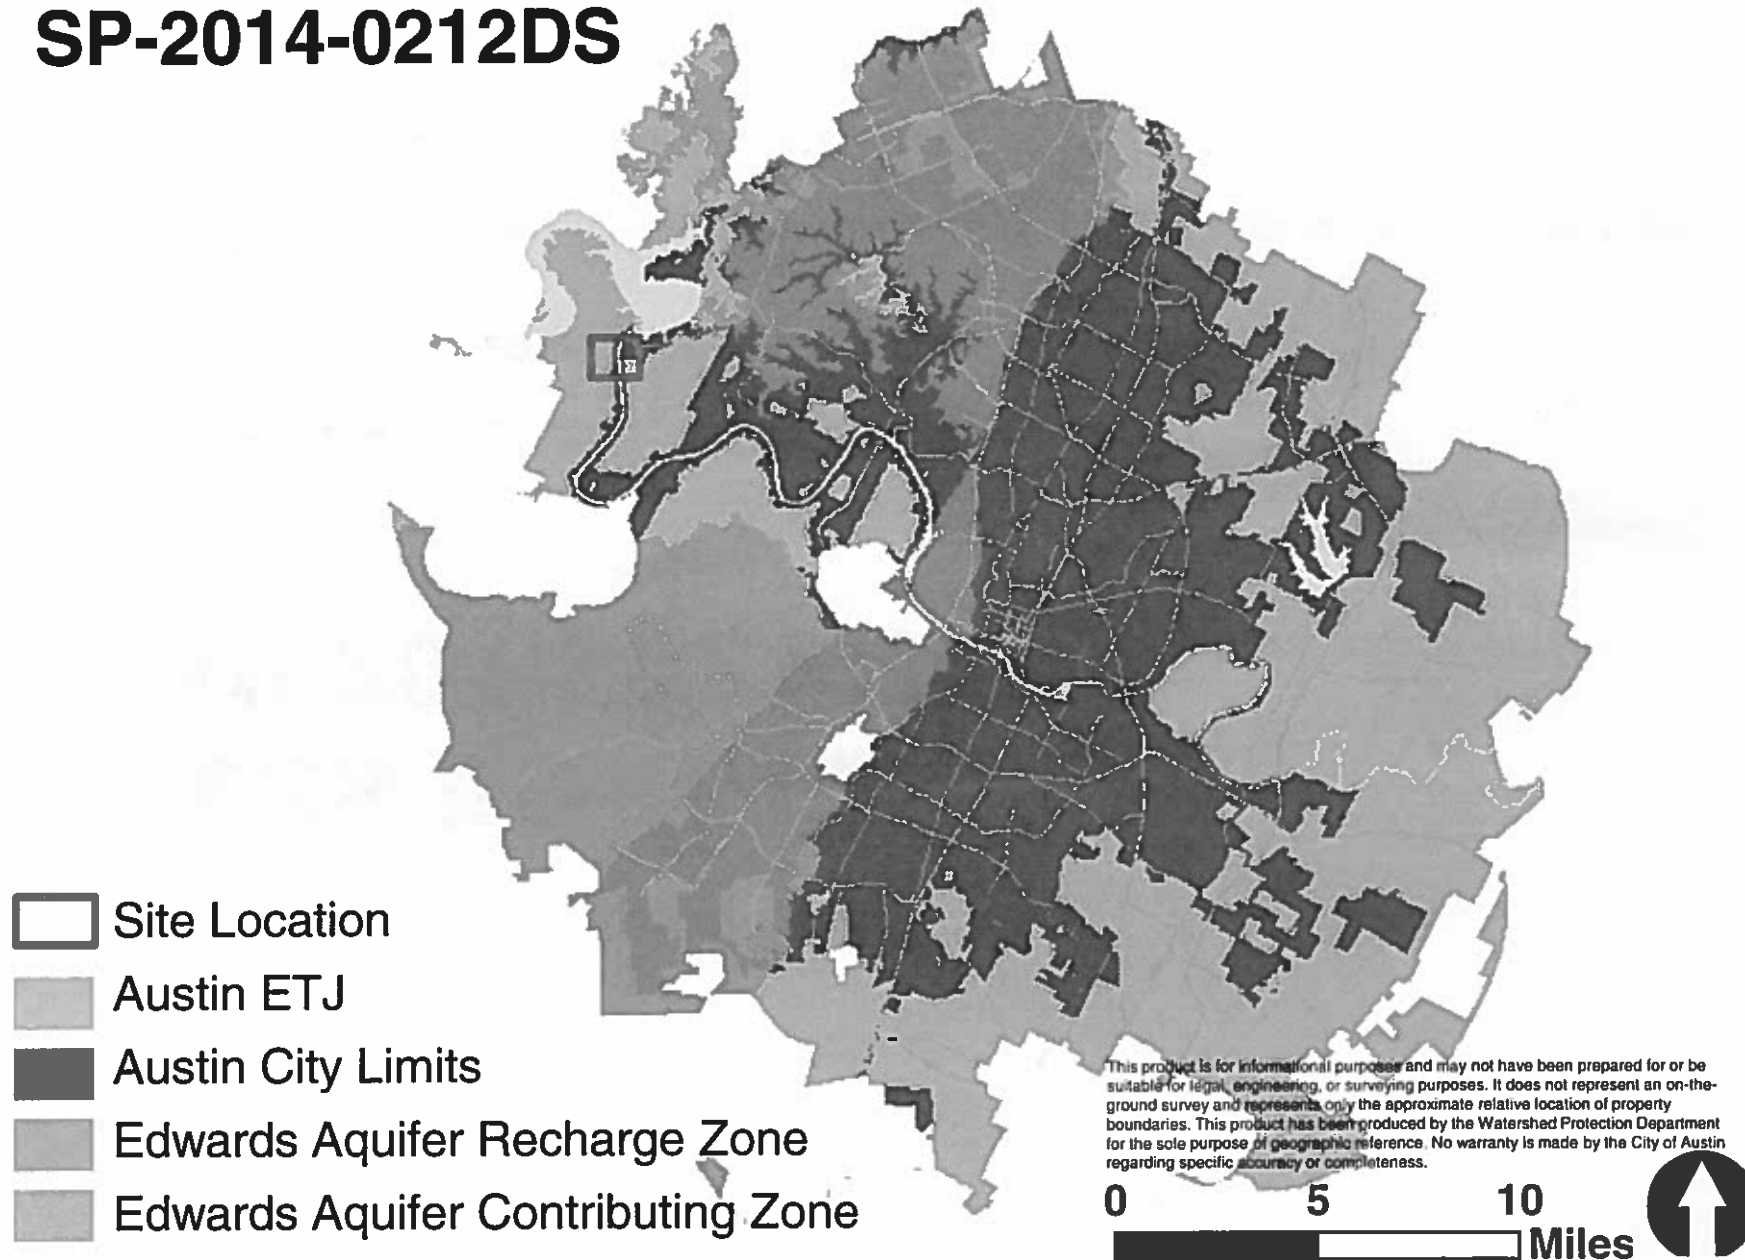 SP-2014-0212DS
Site Location
Austin ETJ
Austin City Limits
Edwards Aquifer Recharge Zone
Edwards Aquifer Contributing Zone
This product is for informational purposes and may not have been prepared for or be
suitable for legal, engineering, or surveying purposes. It does not represent an on-the-
ground survey and represents only the approximate relative location of property
boundaries. This product has been produced by the Watershed Protection Department
for the sole purpose of geographic reference. No warranty is made by the City of Austin
regarding specific accuracy or completeness.
0 5 10
Miles